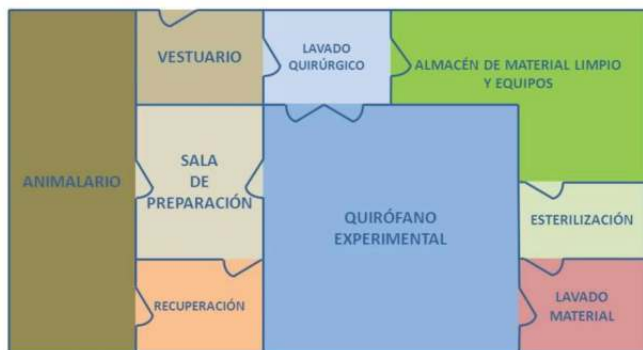 VESTUARIO
LAVADO
QUIRÚRGICO
ALMACÉN DE MATERIAL LIMPIO
Y EQUIPOS
ANIMALARIO
SALA
DE
PREPARACIÓN
QUIRÓFANO
EXPERIMENTAL
ESTERILIZACIÓN
RECUPERACIÓN
LAVADO
MATERIAL